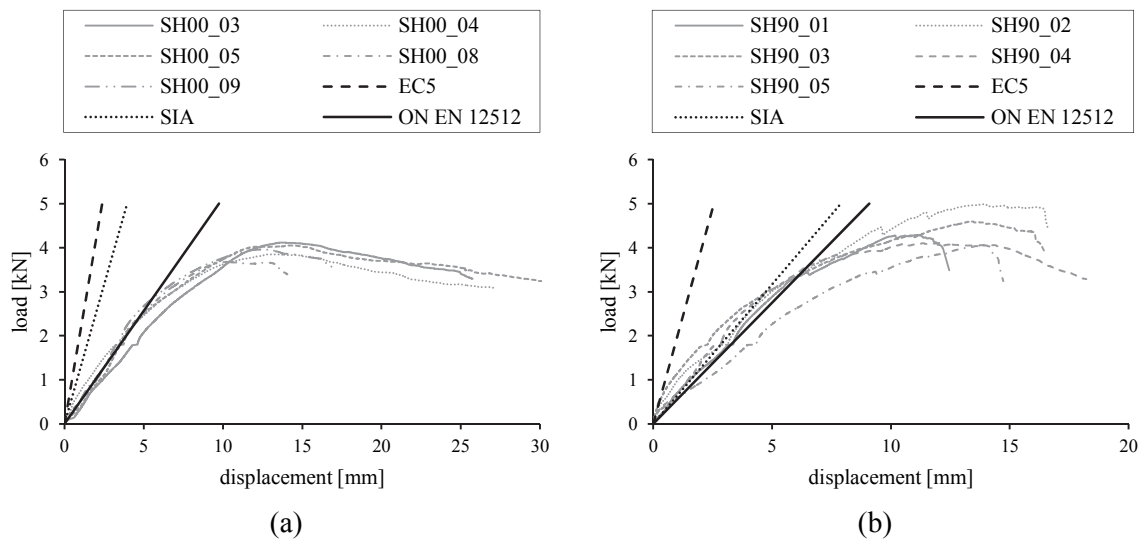 SH00_03 SH00_04
SH00_05 SH00_08
SH00_09 EC5
SIA ON EN 12512
load [kN]
6
5
4
3
2
1
0
0 5 10 15 20 25 30
displacement [mm]
(a)
SH90_01 SH90_02
SH90_03 SH90_04
SH90_05 EC5
SIA ON EN 12512
load [kN]
6
5
4
3
2
1
0
0 5 10 15 20
displacement [mm]
(b)